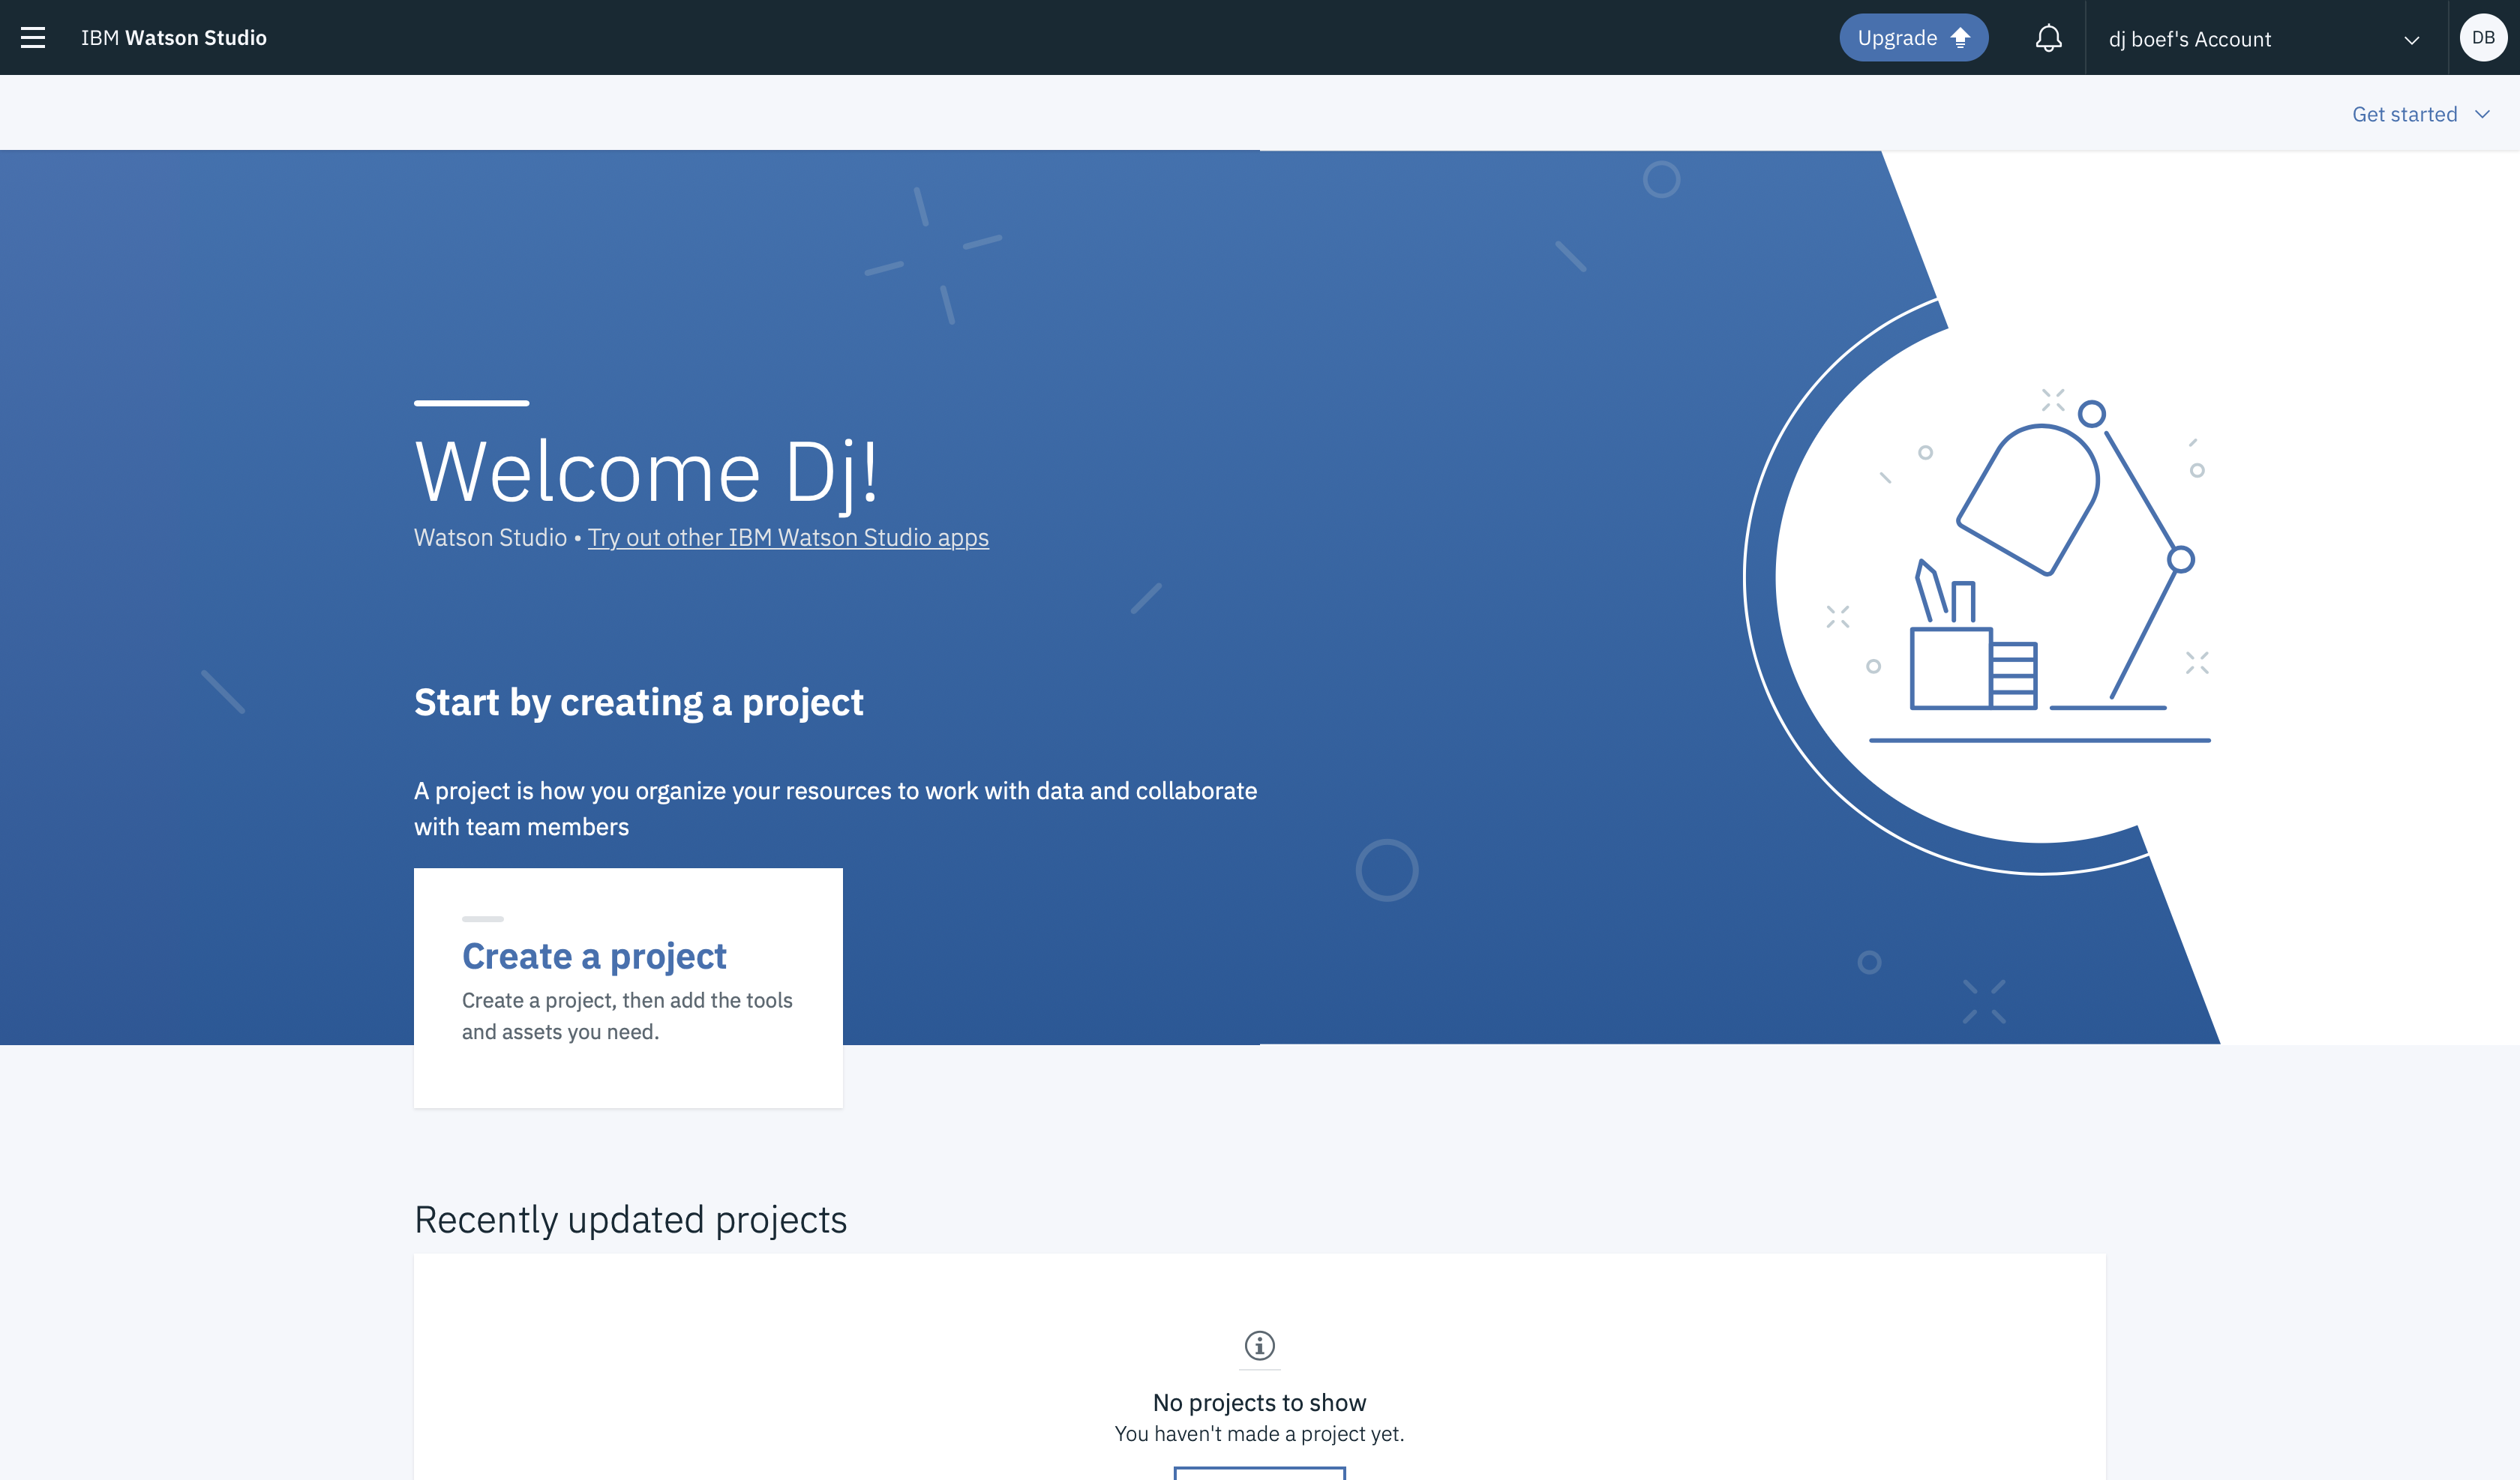 IBM Watson Studio
Upgrade
dj boef's Account
DB
Get started
Welcome Dj!
Watson Studio • Try out other IBM Watson Studio apps
Start by creating a project
A project is how you organize your resources to work with data and collaborate
with team members
Create a project
Create a project, then add the tools
and assets you need.
Recently updated projects
No projects to show
You haven't made a project yet.